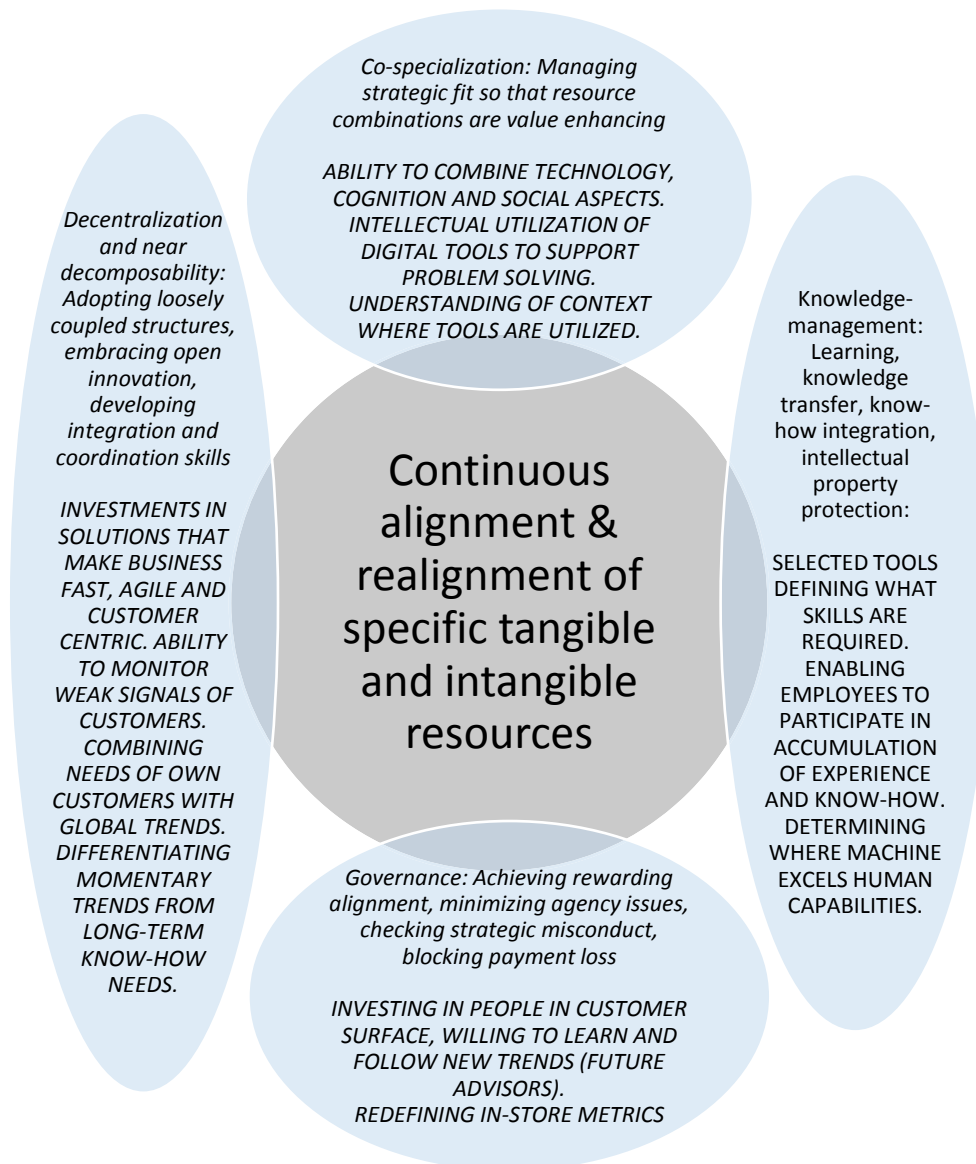 Co-specialization: Managing
strategic fit so that resource
combinations are value enhancing
ABILITY TO COMBINE TECHNOLOGY,
COGNITION AND SOCIAL ASPECTS.
INTELLECTUAL UTILIZATION OF
DIGITAL TOOLS TO SUPPORT
PROBLEM SOLVING.
UNDERSTANDING OF CONTEXT
WHERE TOOLS ARE UTILIZED.
Decentralization
and near
decomposability:
Adopting loosely
coupled structures,
embracing open
innovation,
developing
integration and
coordination skills
INVESTMENTS IN
SOLUTIONS THAT
MAKE BUSINESS
FAST, AGILE AND
CUSTOMER
CENTRIC. ABILITY
TO MONITOR
WEAK SIGNALS OF
CUSTOMERS.
COMBINING
NEEDS OF OWN
CUSTOMERS WITH
GLOBAL TRENDS.
DIFFERENTIATING
MOMENTARY
TRENDS FROM
LONG-TERM
KNOW-HOW
NEEDS.
Continuous
alignment &
realignment of
specific tangible
and intangible
resources
Knowledge-
management:
Learning,
knowledge
transfer, know-
how integration,
intellectual
property
protection:
SELECTED TOOLS
DEFINING WHAT
SKILLS ARE
REQUIRED.
ENABLING
EMPLOYEES TO
PARTICIPATE IN
ACCUMULATION
OF EXPERIENCE
AND KNOW-HOW.
DETERMINING
WHERE MACHINE
EXCELS HUMAN
CAPABILITIES.
Governance: Achieving rewarding
alignment, minimizing agency issues,
checking strategic misconduct,
blocking payment loss
INVESTING IN PEOPLE IN CUSTOMER
SURFACE, WILLING TO LEARN AND
FOLLOW NEW TRENDS (FUTURE
ADVISORS).
REDEFINING IN-STORE METRICS